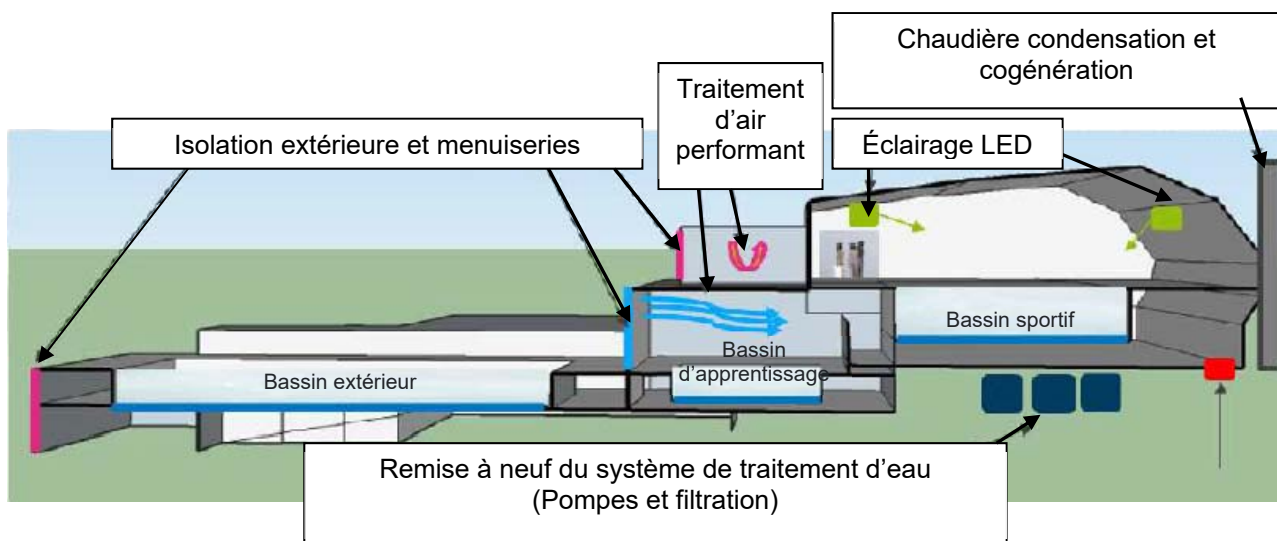 Chaudière condensation et
cogénération
Traitement
d’air
performant
Isolation extérieure et menuiseries
Éclairage LED
Bassin sportif
Bassin
d’apprentissage
Bassin extérieur
Remise à neuf du système de traitement d’eau
(Pompes et filtration)